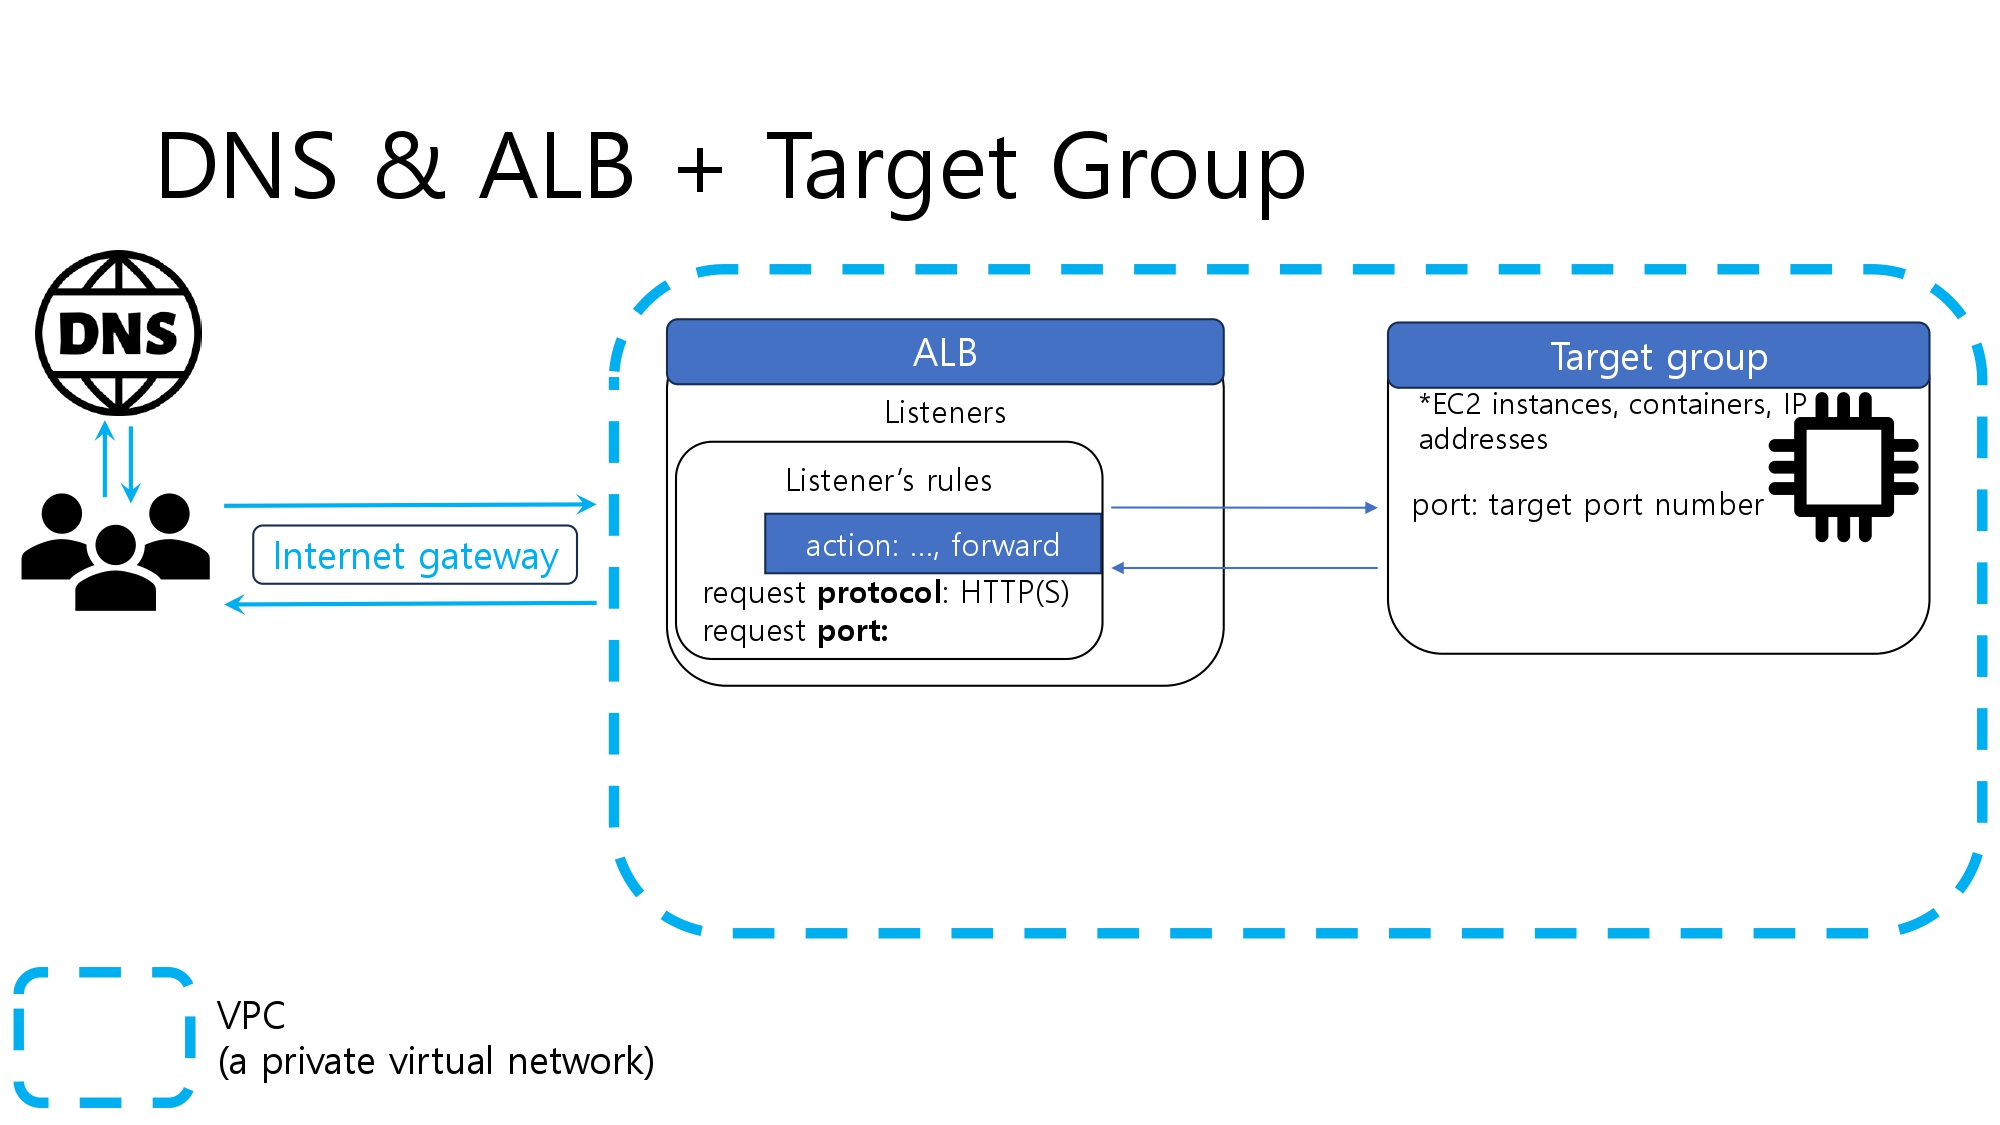 DNS & ALB + Target Group
DNS
Internet gateway
ALB
Listeners
Listener’s rules
action: ..., forward
request protocol: HTTP(S)
request port:
Target group
*EC2 instances, containers, IP
addresses
port: target port number
VPC
(a private virtual network)